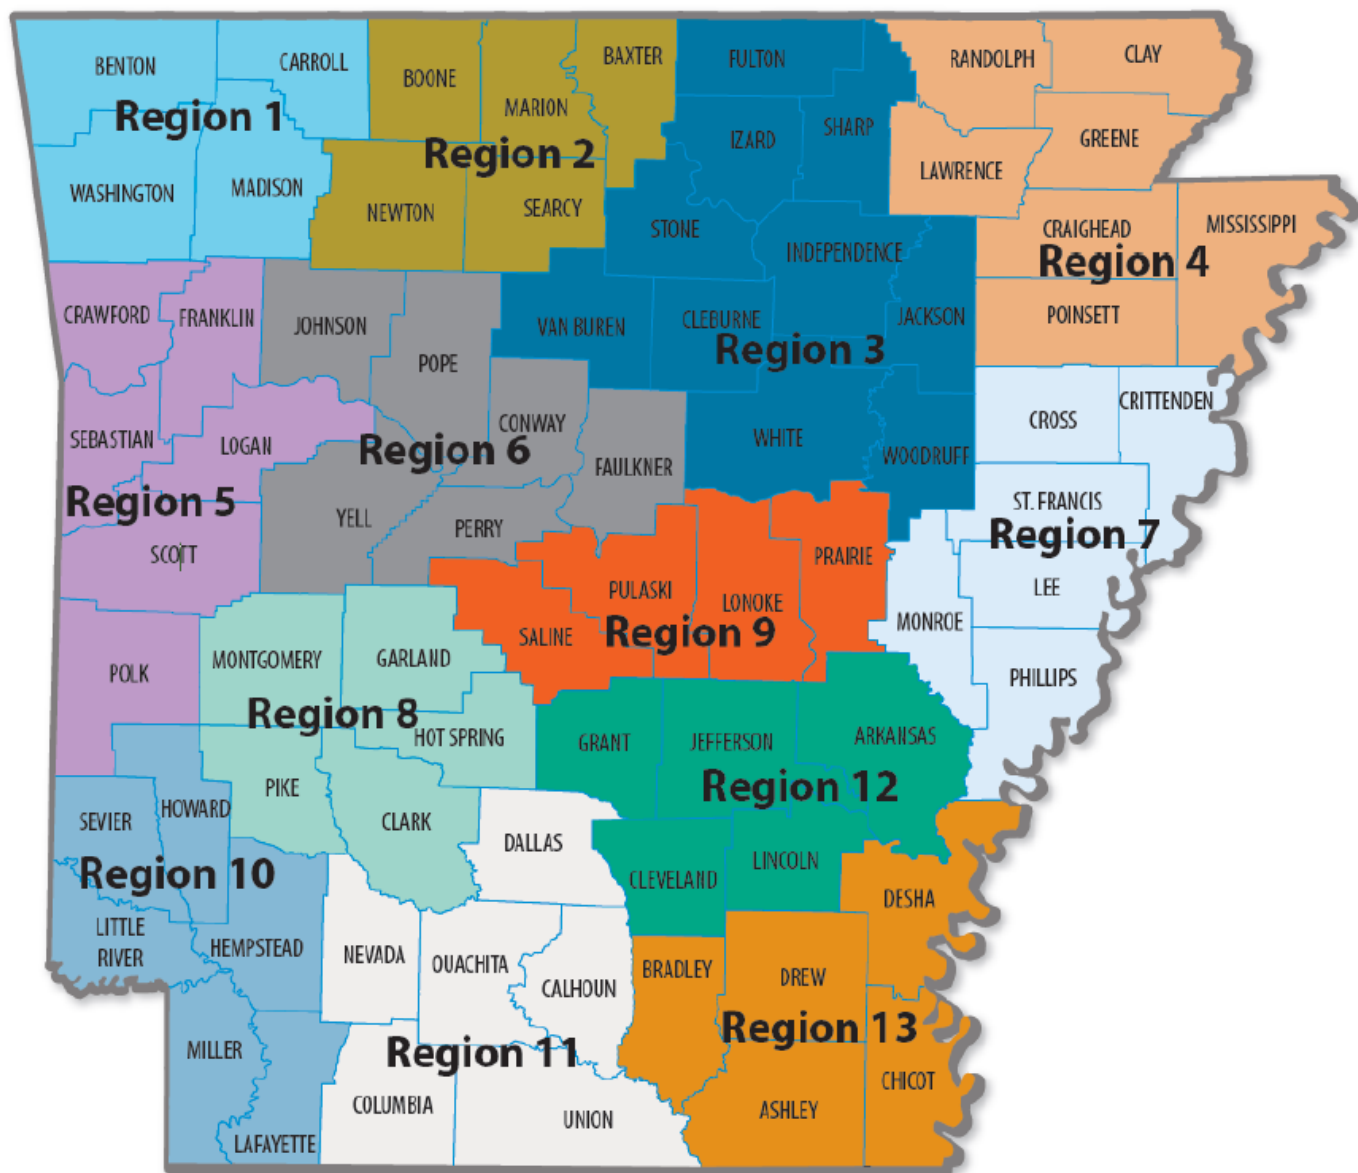 BENTON
CARROLL
Region 1
WASHINGTON
MADISON
BOONE
MARION
BAXTER
Region 2
NEWTON
SEARCY
FULTON
IZARD
SHARP
STONE
INDEPENDENCE
VAN BUREN
CLEBURNE
JACKSON
Region 3
WHITE
WOODRUFF
RANDOLPH
CLAY
GREENE
LAWRENCE
CRAIGHEAD
MISSISSIPPI
Region 4
POINSETT
CRAWFORD
FRANKLIN
SEBASTIAN
LOGAN
Region 5
SCOTT
POLK
JOHNSON
POPE
CONWAY
Region 6
FAULKNER
YELL
PERRY
CROSS
CRITTENDEN
ST. FRANCIS
Region 7
LEE
MONROE
PHILLIPS
MONTGOMERY
GARLAND
Region 8
HOT SPRING
PIKE
CLARK
PRAIRIE
PULASKI
LONOKE
SALINE
Region 9
SEVIER
HOWARD
Region 10
LITTLE
RIVER
HEMPSTEAD
MILLER
LAFAYETTE
DALLAS
NEVADA
OUACHITA
CALHOUN
Region 11
COLUMBIA
UNION
GRANT
JEFFERSON
ARKANSAS
Region 12
CLEVELAND
LINCOLN
DESHA
BRADLEY
DREW
Region 13
CHICOT
ASHLEY